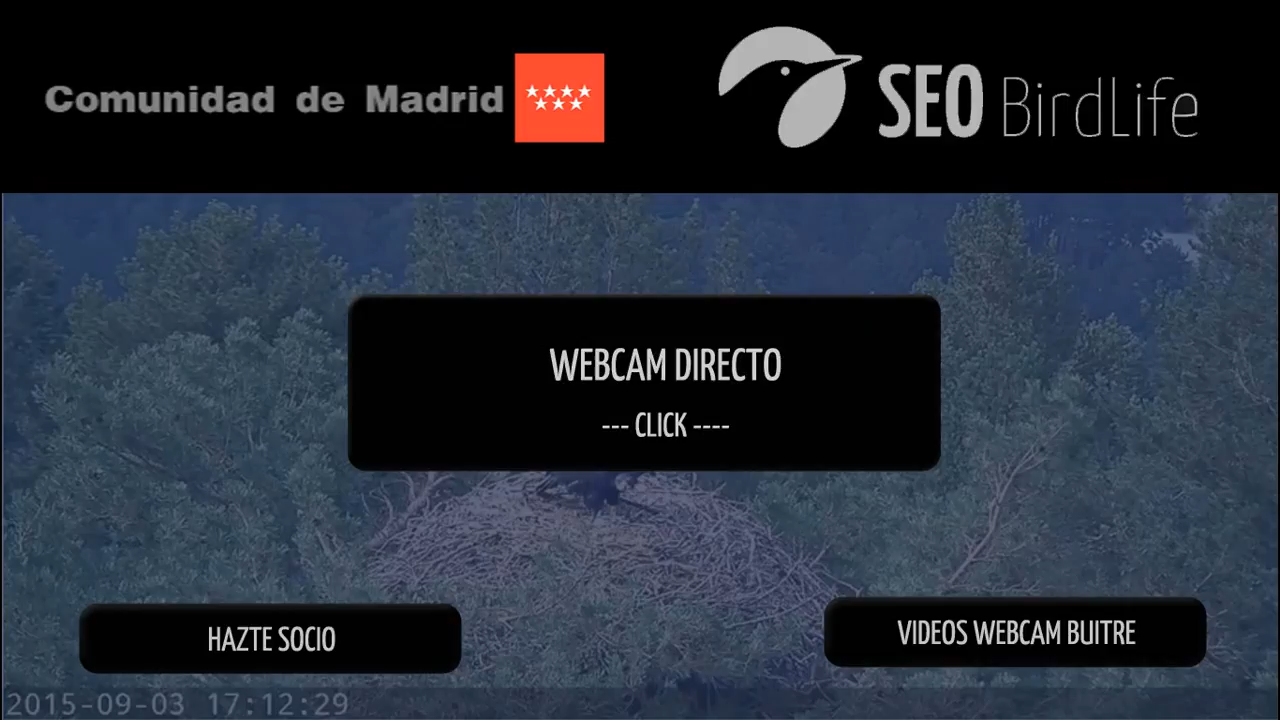 Comunidad de Madrid
SEO BirdLife
WEBCAM DIRECTO
--- CLICK ----
HAZTE SOCIO
VIDEOS WEBCAM BUITRE
2015-09-03 17:12:29